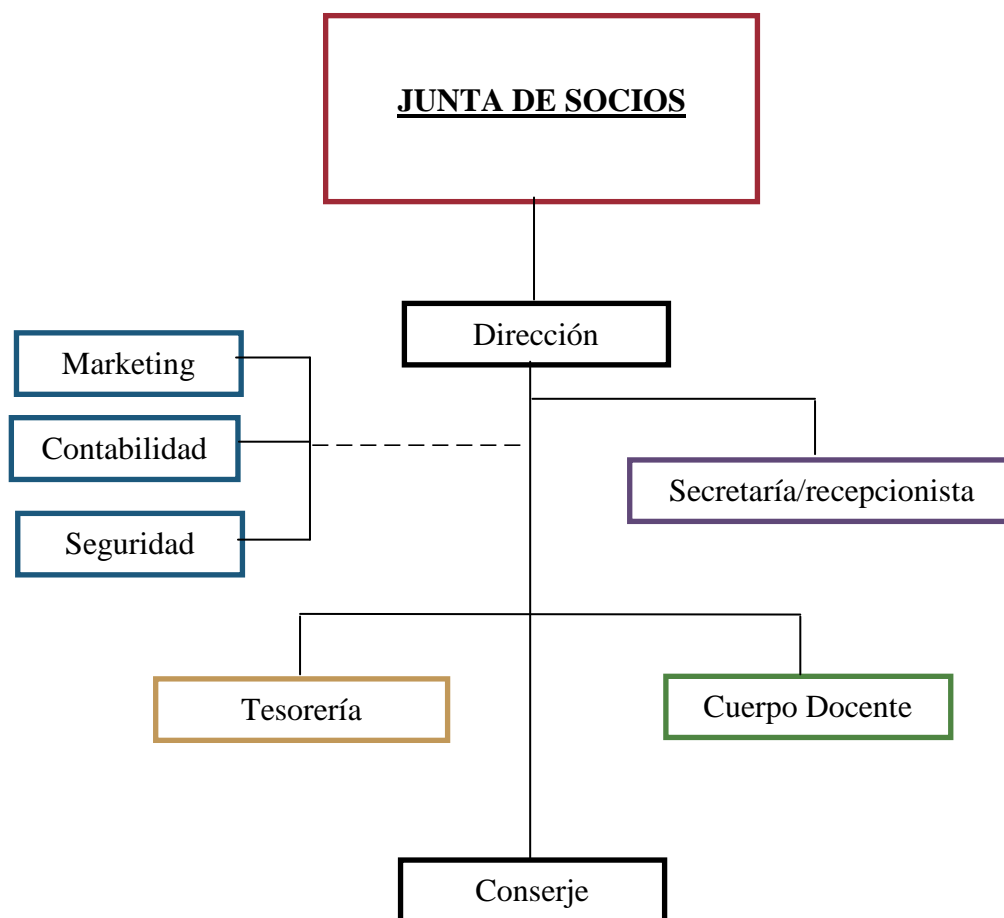 JUNTA DE SOCIOS
Dirección
Marketing
Contabilidad
Secretaría/recepcionista
Seguridad
Tesorería
Cuerpo Docente
Conserje